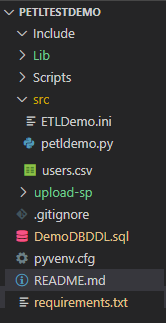 PETLTESTDEMO
Include
Lib
Scripts
src
ETLDemo.ini
petldemo.py
users.csv
upload-sp
.gitignore
DemoDBDDL.sql
pyvenv.cfg
README.md
requirements.txt